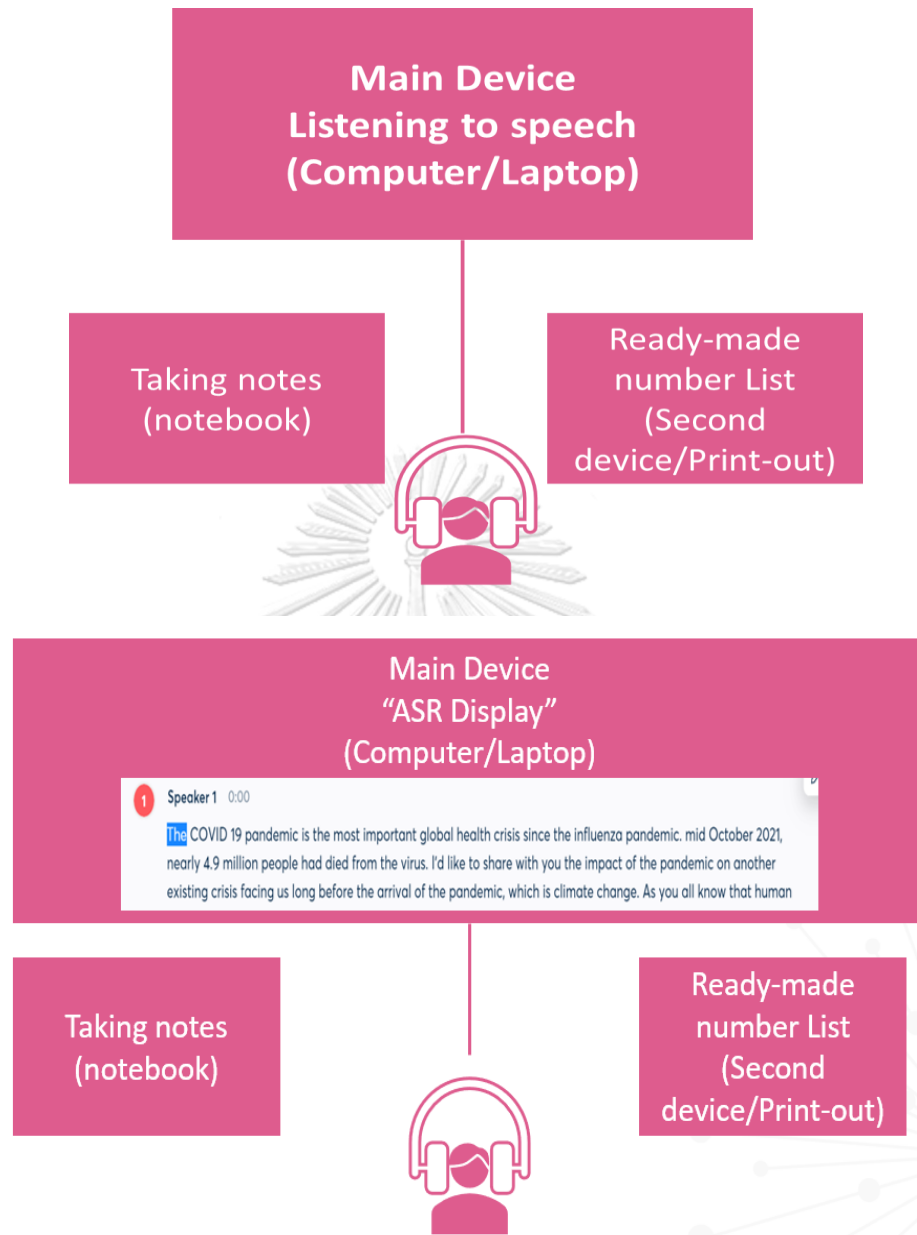 Main Device
Listening to speech
(Computer/Laptop)
Taking notes
(notebook)
Ready-made
number List
(Second
device/Print-out)
Main Device
“ASR Display”
(Computer/Laptop)
1 Speaker 1 0:00
The COVID 19 pandemic is the most important global health crisis since the influenza pandemic. mid October 2021,
nearly 4.9 million people had died from the virus. I'd like to share with you the impact of the pandemic on another
existing crisis facing us long before the arrival of the pandemic, which is climate change. As you all know that human
Taking notes
(notebook)
Ready-made
number List
(Second
device/Print-out)